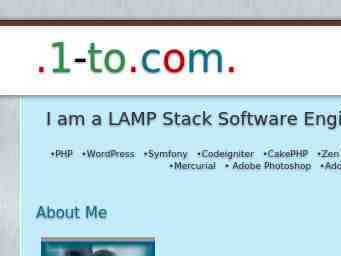 .1-to.com.
I am a LAMP Stack Software Engi
•PHP •WordPress •Symfony •Codeigniter •CakePHP •Zen
•Mercurial • Adobe Photoshop •Ado
About Me